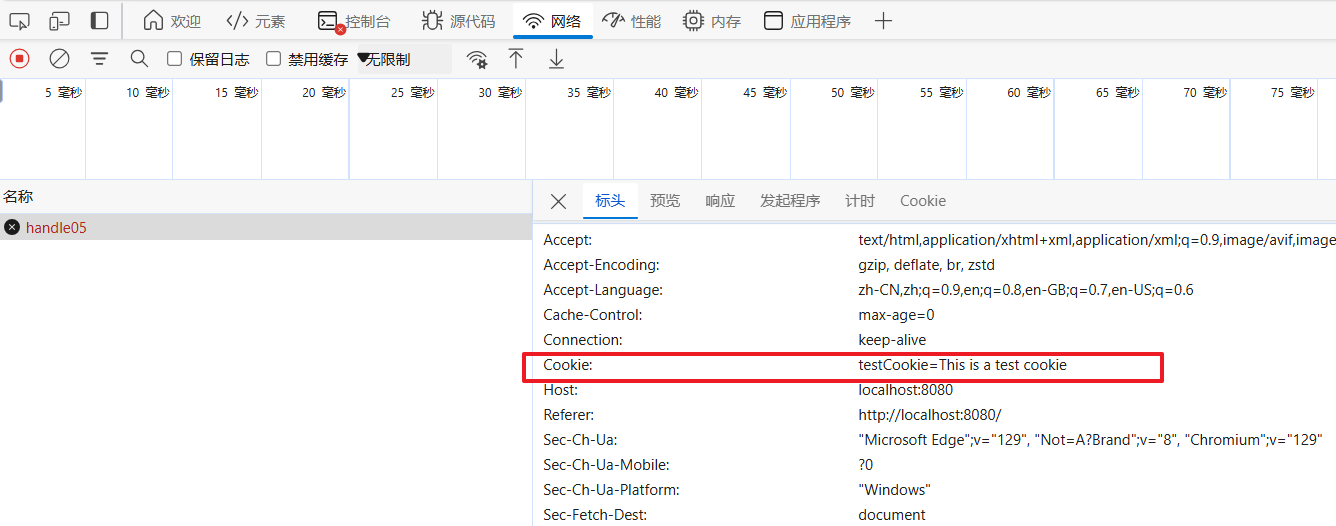 欢迎 元素 控制台 源代码 网络 性能 内存 应用程序
保留日志 禁用缓存 无限制
5 毫秒 10 毫秒 15 毫秒 20 毫秒 25 毫秒 30 毫秒 35 毫秒 40 毫秒 45 毫秒 50 毫秒 55 毫秒 60 毫秒 65 毫秒 70 毫秒 75 毫秒
名称
handle05
标头 预览 响应 发起程序 计时 Cookie
Accept: text/html,application/xhtml+xml,application/xml;q=0.9,image/avif,image
Accept-Encoding: gzip, deflate, br, zstd
Accept-Language: zh-CN,zh;q=0.9,en;q=0.8,en-GB;q=0.7,en-US;q=0.6
Cache-Control: max-age=0
Connection: keep-alive
Cookie: testCookie=This is a test cookie
Host: localhost:8080
Referer: http://localhost:8080/
Sec-Ch-Ua: "Microsoft Edge";v="129", "Not=A?Brand";v="8", "Chromium";v="129"
Sec-Ch-Ua-Mobile: ?0
Sec-Ch-Ua-Platform: "Windows"
Sec-Fetch-Dest: document